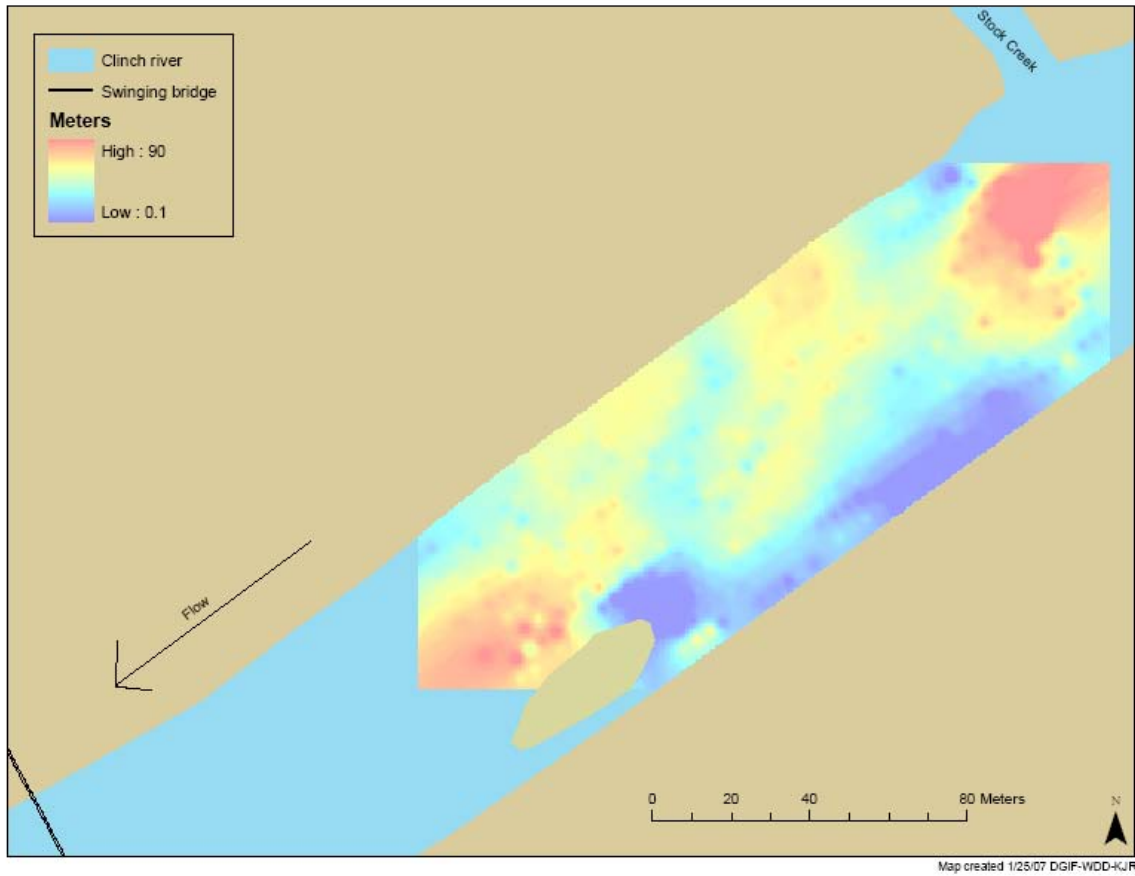 Stock Creek
Clinch river
Swinging bridge
Meters
High : 90
Low : 0.1
Flow
0 20 40 80 Meters
N
Map created 1/25/07 DGIF-WDD-KJR